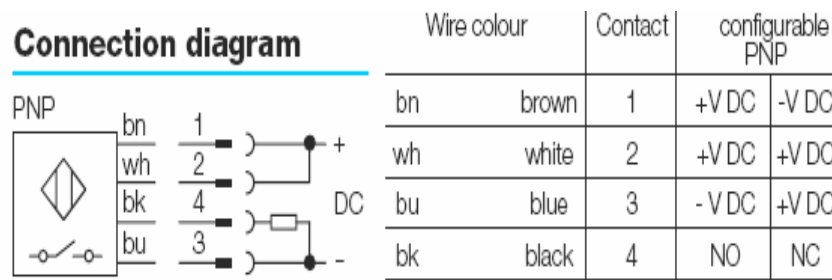 Connection diagram
PNP
bn 1
+
wh 2
bk 4
DC
bu 3
-
Wire colour Contact configurable PNP
bn brown 1 +V DC -V DC
wh white 2 +V DC +V DC
bu blue 3 - V DC +V DC
bk black 4 NO NC